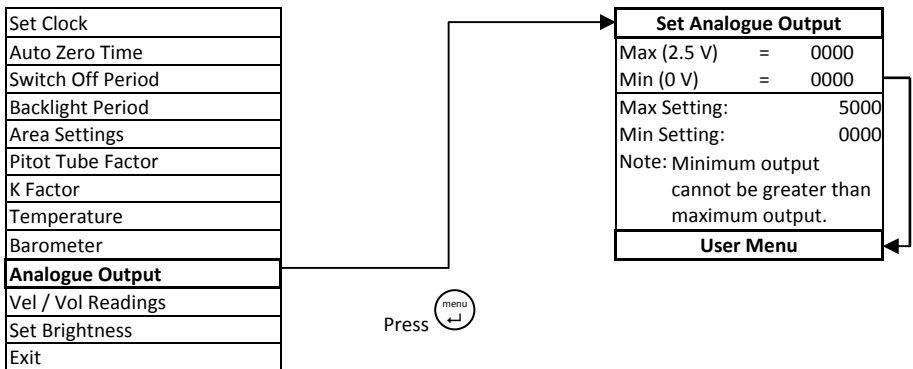 Set Clock
Auto Zero Time
Switch Off Period
Backlight Period
Area Settings
Pitot Tube Factor
K Factor
Temperature
Barometer
Analogue Output
Vel / Vol Readings
Set Brightness
Exit
Press menu
Set Analogue Output
Max (2.5 V) = 0000
Min (0 V) = 0000
Max Setting: 5000
Min Setting: 0000
Note: Minimum output
cannot be greater than
maximum output.
User Menu